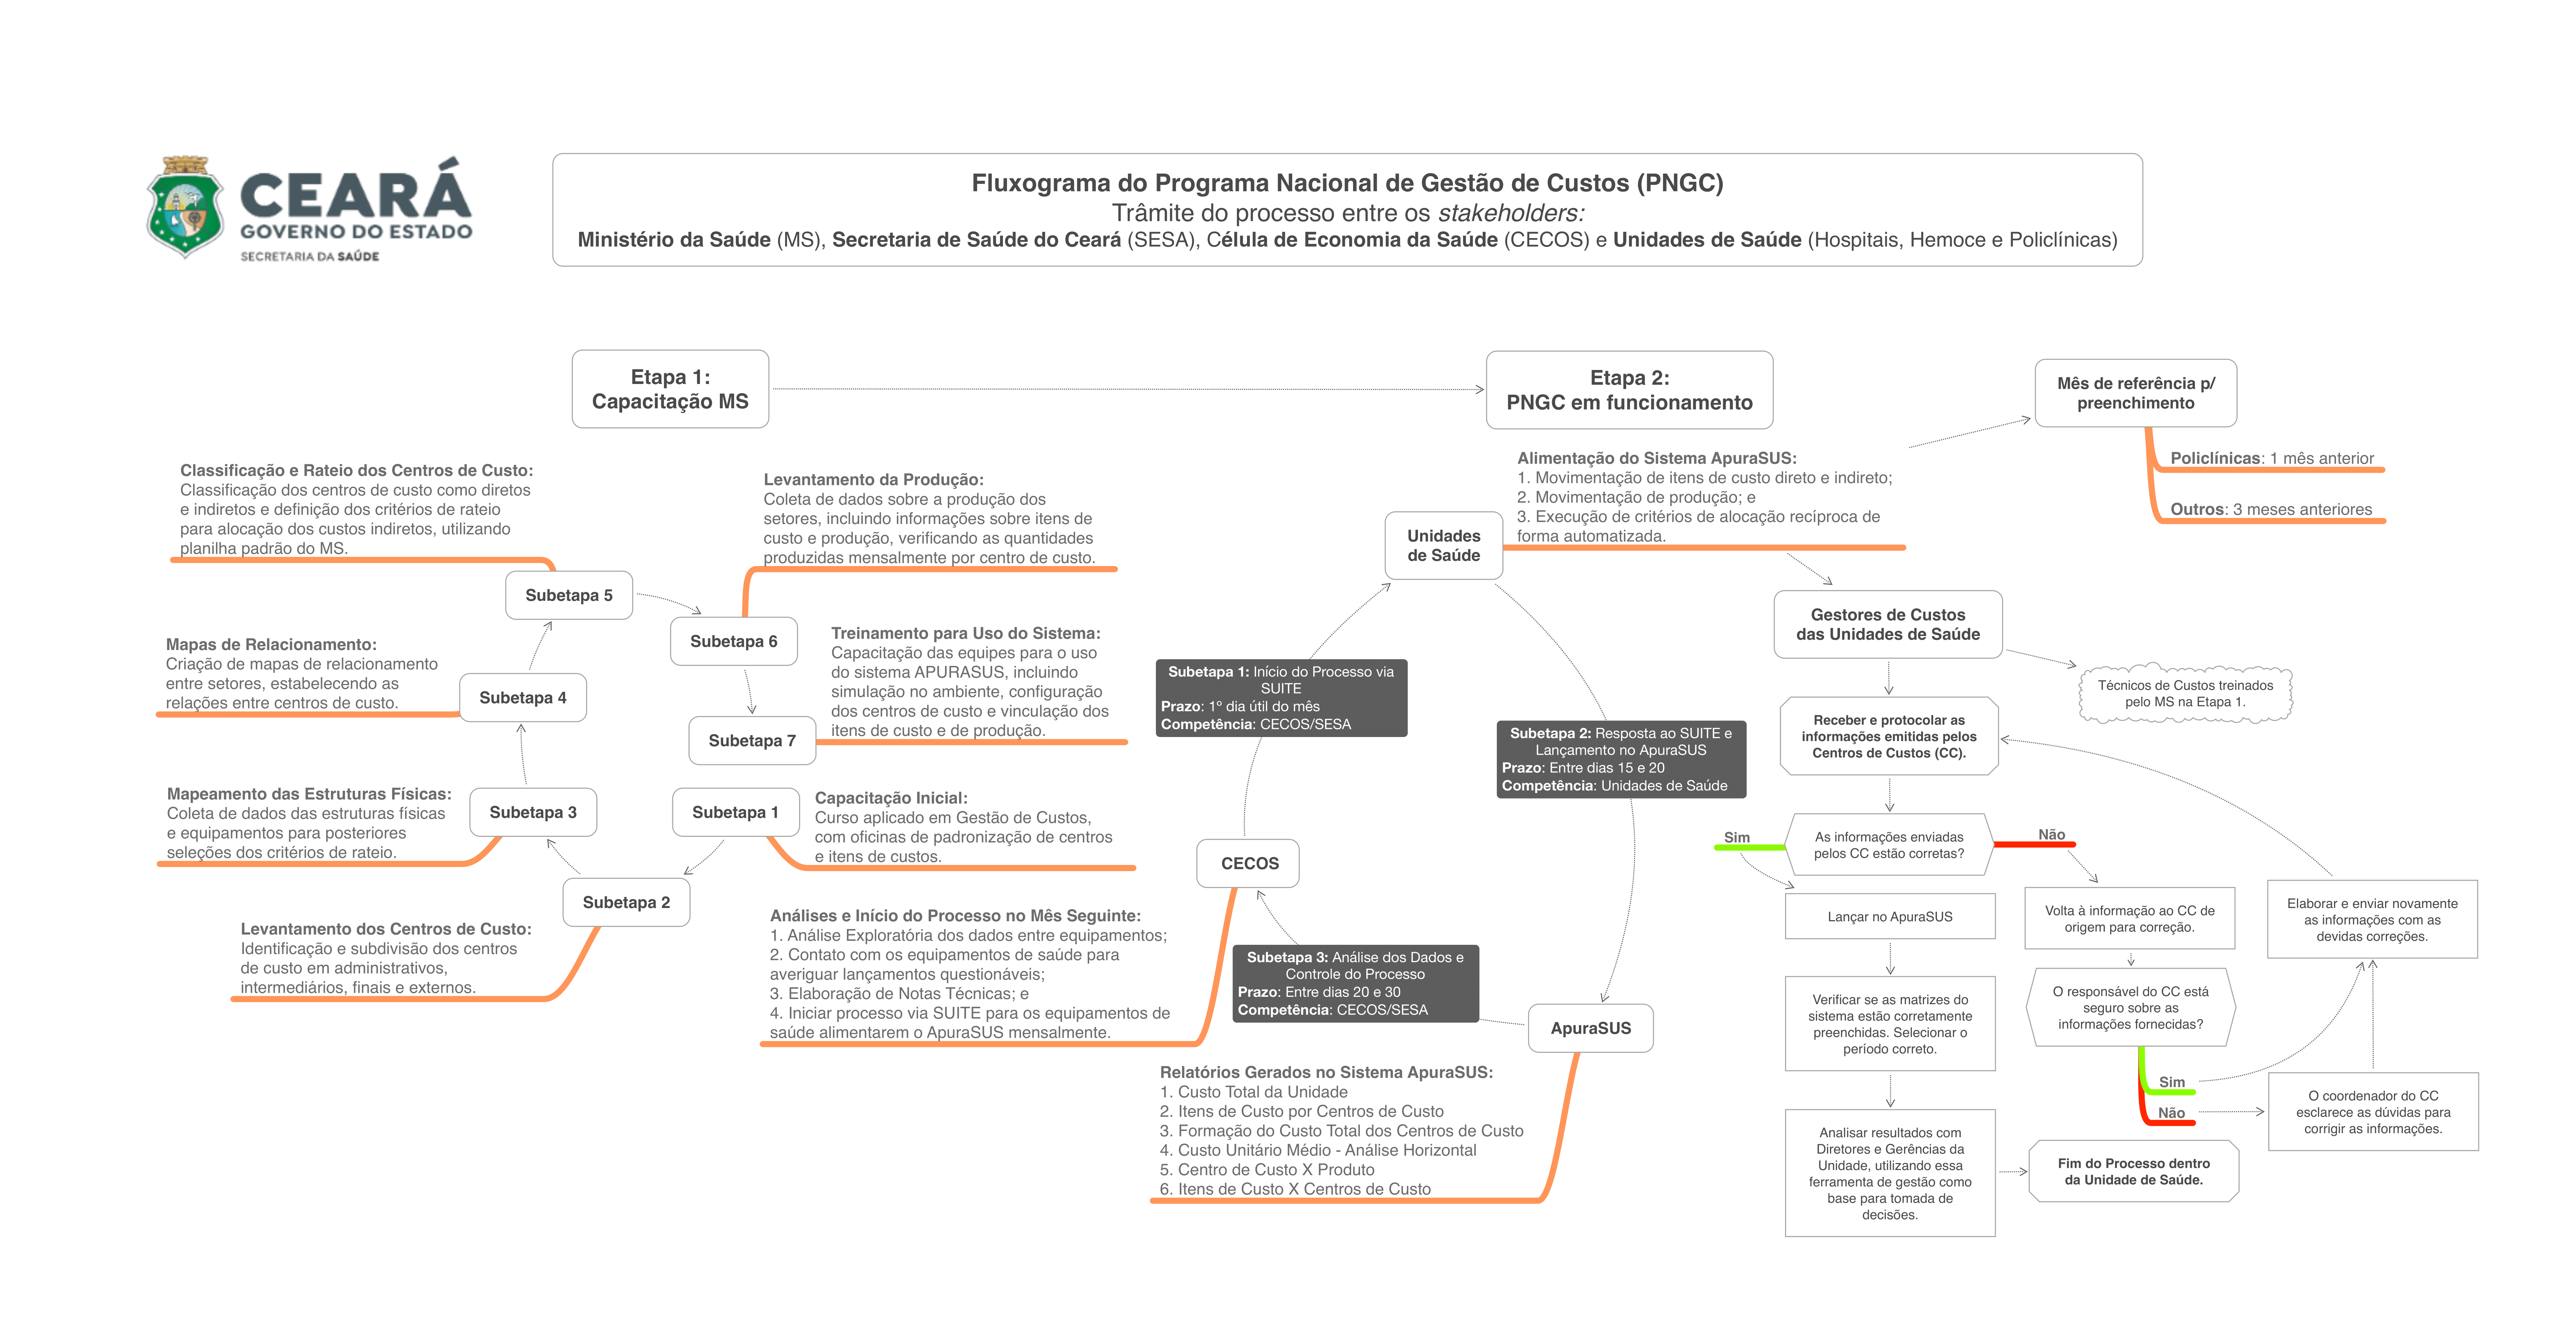 CEARÁ
GOVERNO DO ESTADO
SECRETARIA DA SAÚDE
Fluxograma do Programa Nacional de Gestão de Custos (PNGC)
Trâmite do processo entre os stakeholders:
Ministério da Saúde (MS), Secretaria de Saúde do Ceará (SESA), Célula de Economia da Saúde (CECOS) e Unidades de Saúde (Hospitais, Hemoce e Policlínicas)
Etapa 1:
Capacitação MS
Classificação e Rateio dos Centros de Custo:
Classificação dos centros de custo como diretos
e indiretos e definição dos critérios de rateio
para alocação dos custos indiretos, utilizando
planilha padrão do MS.
Subetapa 5
Levantamento da Produção:
Coleta de dados sobre a produção dos
setores, incluindo informações sobre itens de
custo e produção, verificando as quantidades
produzidas mensalmente por centro de custo.
Subetapa 6
Mapas de Relacionamento:
Criação de mapas de relacionamento
entre setores, estabelecendo as
relações entre centros de custo.
Subetapa 4
Treinamento para Uso do Sistema:
Capacitação das equipes para o uso
do sistema APURASUS, incluindo
simulação no ambiente, configuração
dos centros de custo e vinculação dos
itens de custo e de produção.
Subetapa 7
Mapeamento das Estruturas Físicas:
Coleta de dados das estruturas físicas
e equipamentos para posteriores
seleções dos critérios de rateio.
Subetapa 3
Subetapa 1
Capacitação Inicial:
Curso aplicado em Gestão de Custos,
com oficinas de padronização de centros
e itens de custos.
Subetapa 2
Levantamento dos Centros de Custo:
Identificação e subdivisão dos centros
de custo em administrativos,
intermediários, finais e externos.
Etapa 2:
PNGC em funcionamento
Mês de referência p/
preenchimento
Policlínicas: 1 mês anterior
Outros: 3 meses anteriores
Alimentação do Sistema ApuraSUS:
1. Movimentação de itens de custo direto e indireto;
2. Movimentação de produção; e
3. Execução de critérios de alocação recíproca de
forma automatizada.
Unidades
de Saúde
Subetapa 1: Início do Processo via
SUITE
Prazo: 1º dia útil do mês
Competência: CECOS/SESA
Subetapa 2: Resposta ao SUITE e
Lançamento no ApuraSUS
Prazo: Entre dias 15 e 20
Competência: Unidades de Saúde
CECOS
Análises e Início do Processo no Mês Seguinte:
1. Análise Exploratória dos dados entre equipamentos;
2. Contato com os equipamentos de saúde para
averiguar lançamentos questionáveis;
3. Elaboração de Notas Técnicas; e
4. Iniciar processo via SUITE para os equipamentos de
saúde alimentarem o ApuraSUS mensalmente.
Subetapa 3: Análise dos Dados e
Controle do Processo
Prazo: Entre dias 20 e 30
Competência: CECOS/SESA
ApuraSUS
Relatórios Gerados no Sistema ApuraSUS:
1. Custo Total da Unidade
2. Itens de Custo por Centros de Custo
3. Formação do Custo Total dos Centros de Custo
4. Custo Unitário Médio - Análise Horizontal
5. Centro de Custo X Produto
6. Itens de Custo X Centros de Custo
Gestores de Custos
das Unidades de Saúde
Técnicos de Custos treinados
pelo MS na Etapa 1.
Receber e protocolar as
informações emitidas pelos
Centros de Custos (CC).
As informações enviadas
pelos CC estão corretas?
Sim
Não
Lançar no ApuraSUS
Verificar se as matrizes do
sistema estão corretamente
preenchidas. Selecionar o
período correto.
Analisar resultados com
Diretores e Gerências da
Unidade, utilizando essa
ferramenta de gestão como
base para tomada de
decisões.
Volta à informação ao CC de
origem para correção.
O responsável do CC está
seguro sobre as
informações fornecidas?
Sim
Não
Elaborar e enviar novamente
as informações com as
devidas correções.
O coordenador do CC
esclarece as dúvidas para
corrigir as informações.
Fim do Processo dentro
da Unidade de Saúde.